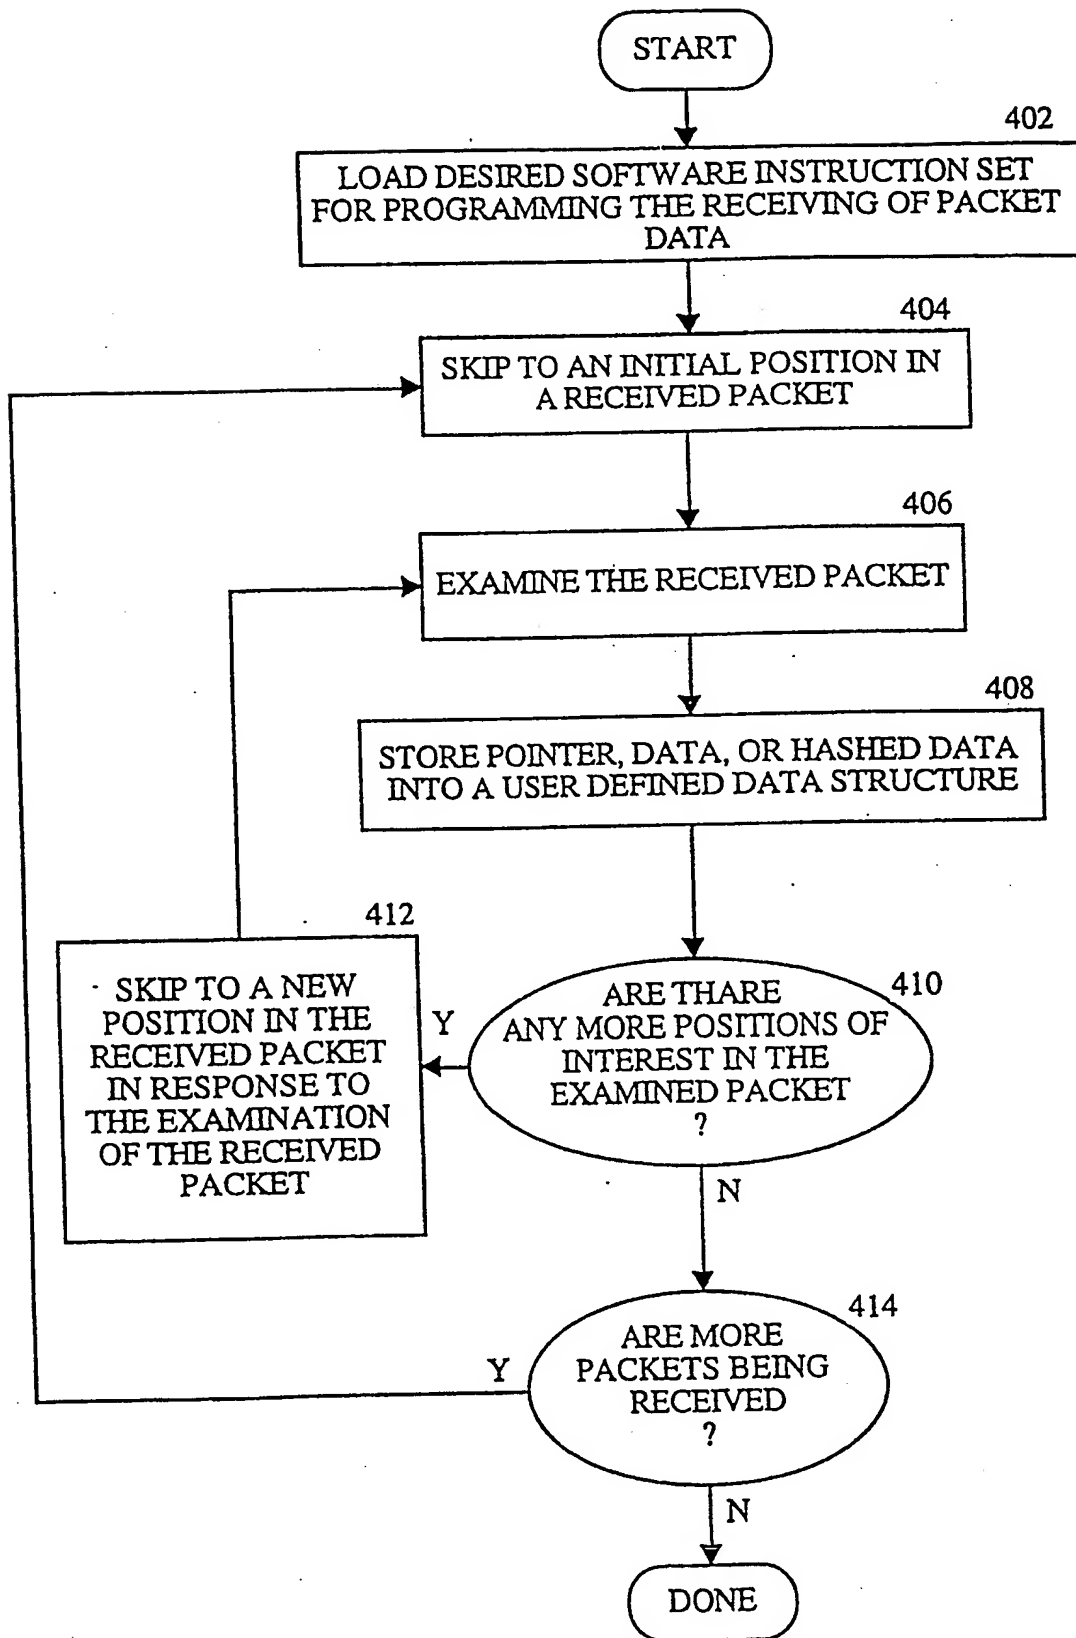 START
402
LOAD DESIRED SOFTWARE INSTRUCTION SET
FOR PROGRAMMING THE RECEIVING OF PACKET
DATA
404
SKIP TO AN INITIAL POSITION IN
A RECEIVED PACKET
406
EXAMINE THE RECEIVED PACKET
408
STORE POINTER, DATA, OR HASHED DATA
INTO A USER DEFINED DATA STRUCTURE
412
SKIP TO A NEW
POSITION IN THE
RECEIVED PACKET
IN RESPONSE TO
THE EXAMINATION
OF THE RECEIVED
PACKET
Y
410
ARE THARE
ANY MORE POSITIONS OF
INTEREST IN THE
EXAMINED PACKET
?
N
414
ARE MORE
PACKETS BEING
RECEIVED
?
Y
N
DONE